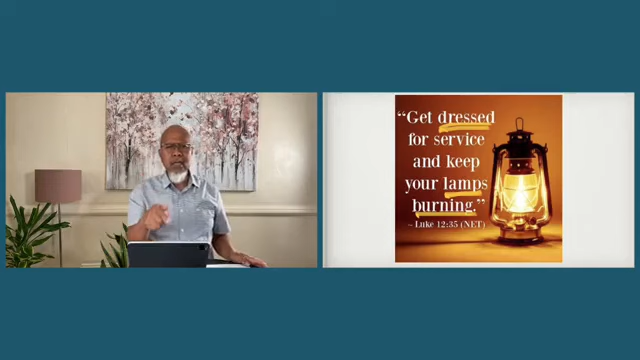 “Get dressed
for service
and keep
your lamps
burning.”
~ Luke 12:35 (NET)